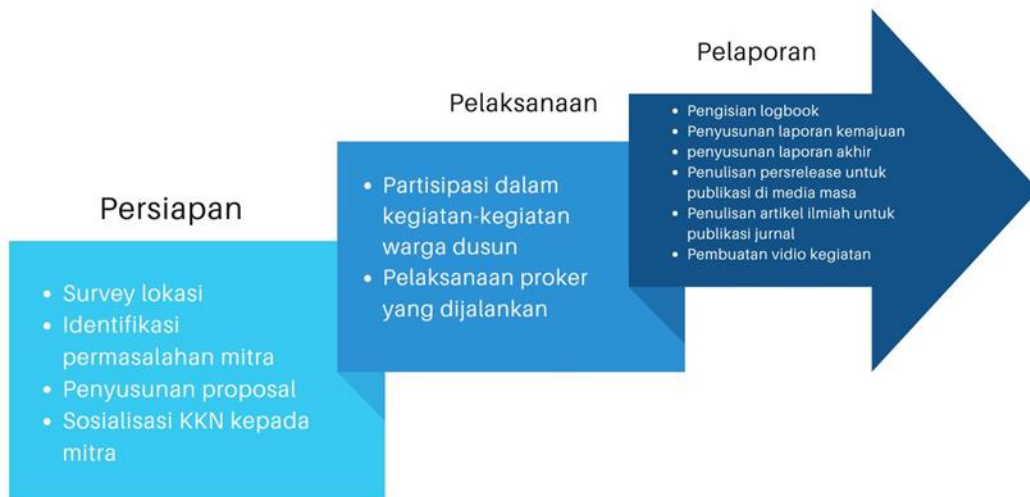 Persiapan
• Survey lokasi
• Identifikasi
permasalahan mitra
• Penyusunan proposal
• Sosialisasi KKN kepada
mitra
Pelaksanaan
• Partisipasi dalam
kegiatan-kegiatan
warga dusun
• Pelaksanaan proker
yang dijalankan
Pelaporan
• Pengisian logbook
• Penyusunan laporan kemajuan
• penyusunan laporan akhir
• Penulisan persrelease untuk
publikasi di media masa
• Penulisan artikel ilmiah untuk
publikasi jurnal
• Pembuatan vidio kegiatan